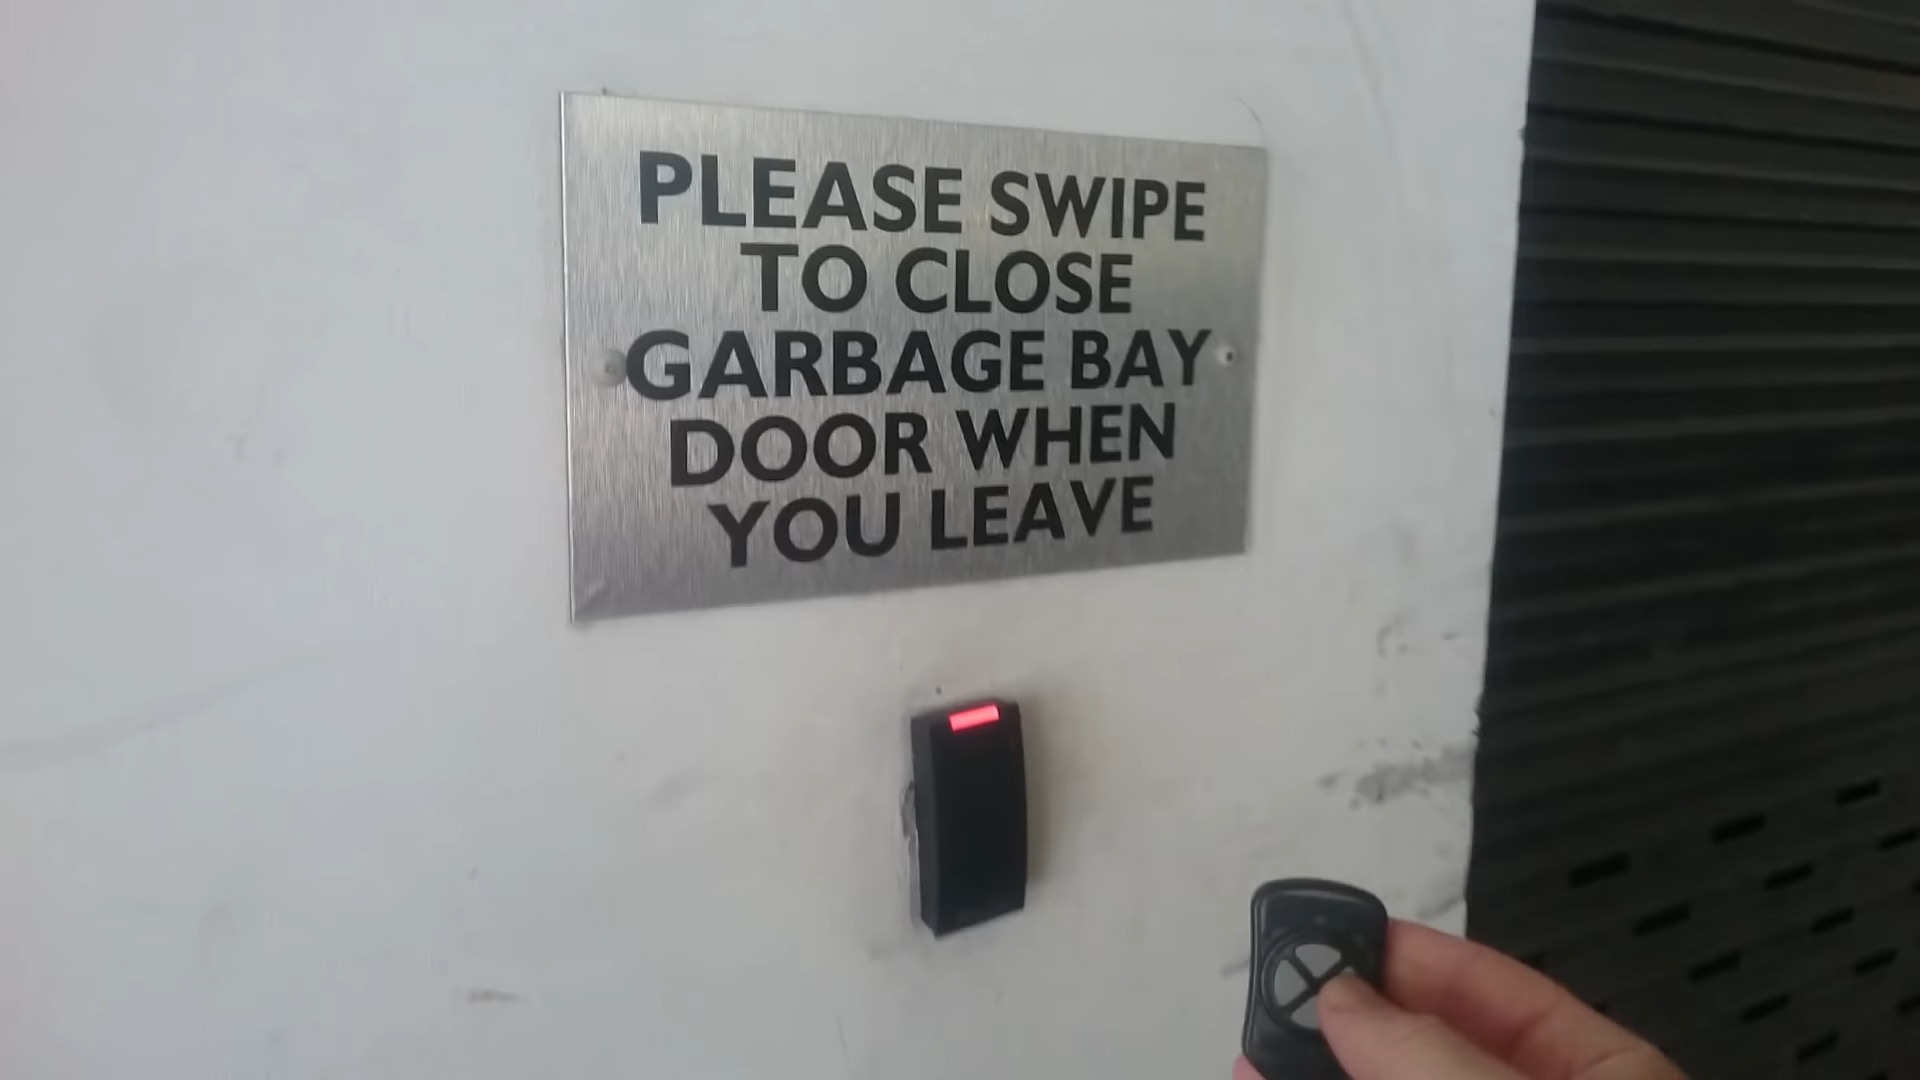 PLEASE SWIPE
TO CLOSE
GARBAGE BAY
DOOR WHEN
YOU LEAVE